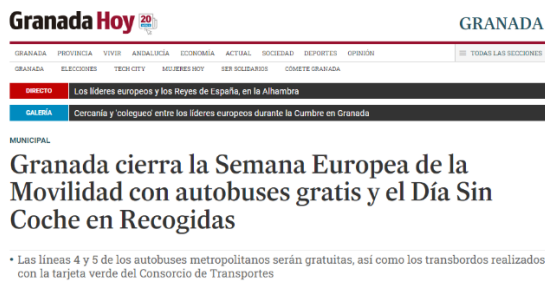 Granada Hoy 20
GRANADA
GRANADA PROVINCIA VIVIR ANDALUCÍA ECONOMÍA ACTUAL SOCIEDAD DEPORTES OPINIÓN TODAS LAS SECCIONES
GRANADA ELECCIONES TECH CITY MUJERES HOY SER SOLIDARIOS CÓMETE GRANADA
DIRECTO Los líderes europeos y los Reyes de España, en la Alhambra
GALERÍA Cercanía y 'colegueo' entre los líderes europeos durante la Cumbre en Granada
MUNICIPAL
Granada cierra la Semana Europea de la
Movilidad con autobuses gratis y el Día Sin
Coche en Recogidas
• Las líneas 4 y 5 de los autobuses metropolitanos serán gratuitas, así como los transbordos realizados
con la tarjeta verde del Consorcio de Transportes